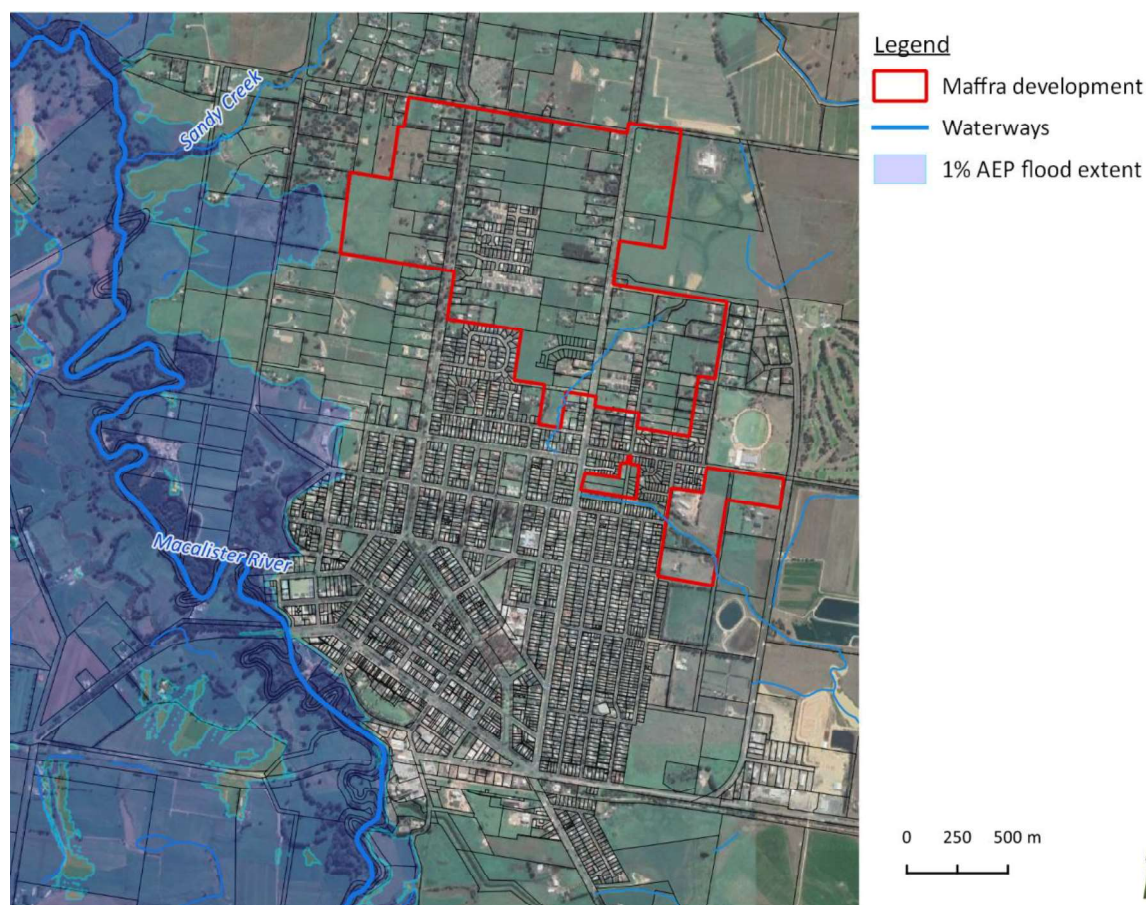 Sandy Creek
Macalister River
Legend
Maffra development
Waterways
1% AEP flood extent
0 250 500 m